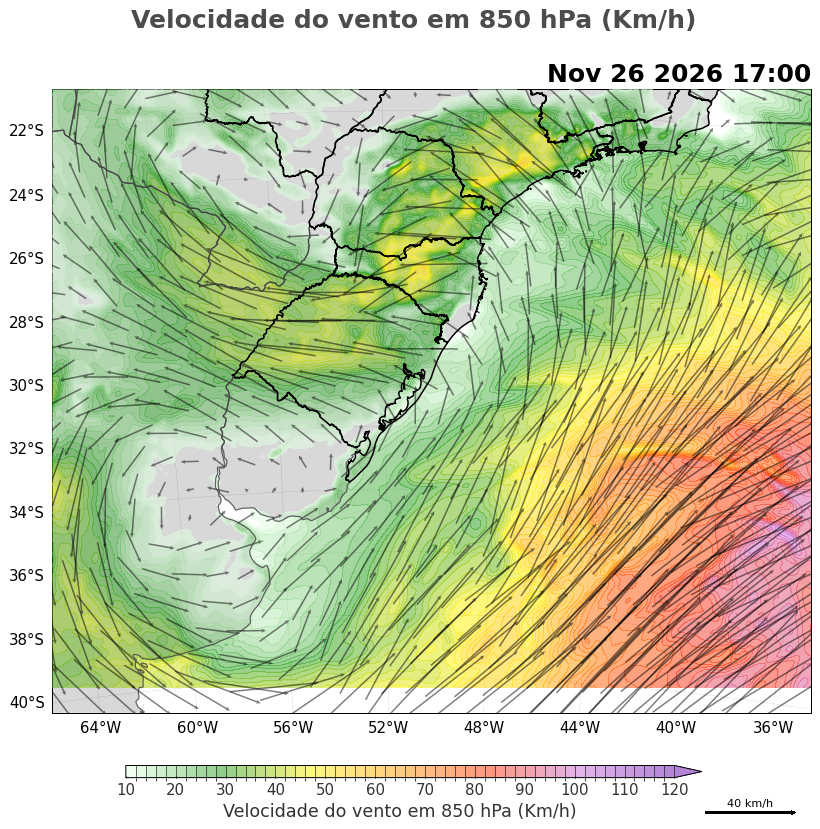 Velocidade do vento em 850 hPa (Km/h)
Nov 26 2026 17:00
22°S
24°S
26°S
28°S
30°S
32°S
34°S
36°S
38°S
40°S
64°W 60°W 56°W 52°W 48°W 44°W 40°W 36°W
10 20 30 40 50 60 70 80 90 100 110 120
Velocidade do vento em 850 hPa (Km/h)
40 km/h